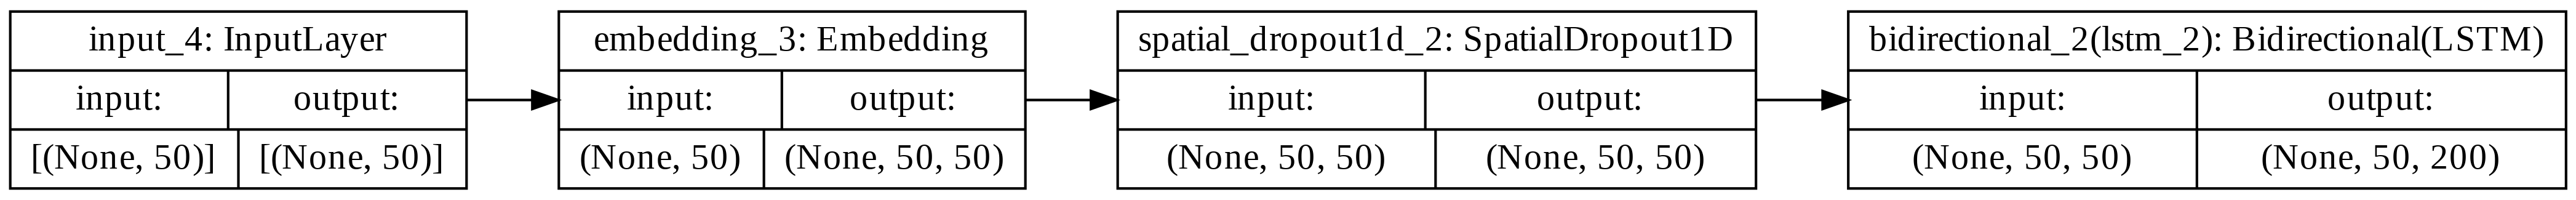 input_4: InputLayer
input:
output:
[(None, 50)]
[(None, 50)]
embedding_3: Embedding
input:
output:
(None, 50)
(None, 50, 50)
spatial_dropout1d_2: SpatialDropout1D
input:
output:
(None, 50, 50)
(None, 50, 50)
bidirectional_2(lstm_2): Bidirectional(LSTM)
input:
output:
(None, 50, 50)
(None, 50, 200)